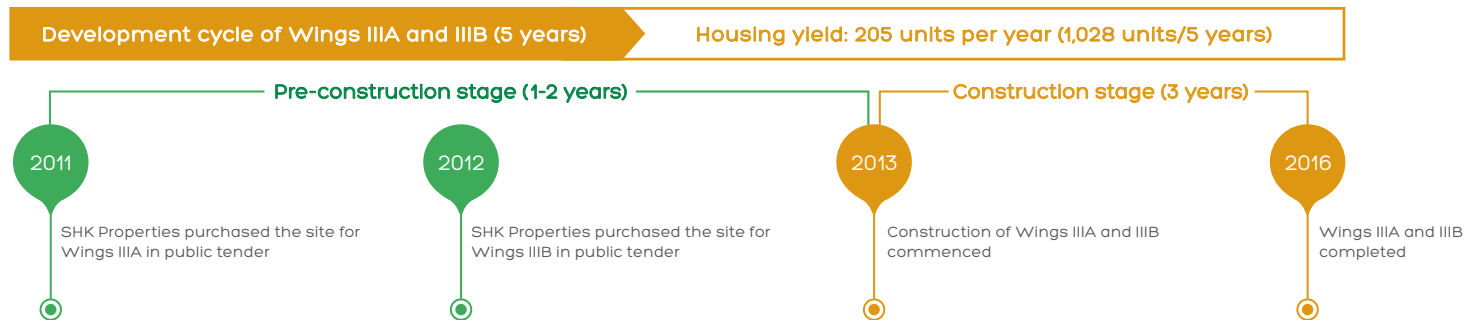 Development cycle of Wings IIIA and IIIB (5 years)
Housing yield: 205 units per year (1,028 units/5 years)
Pre-construction stage (1-2 years)
Construction stage (3 years)
2011
2012
2013
2016
SHK Properties purchased the site for
Wings IIIA in public tender
SHK Properties purchased the site for
Wings IIIB in public tender
Construction of Wings IIIA and IIIB
commenced
Wings IIIA and IIIB
completed